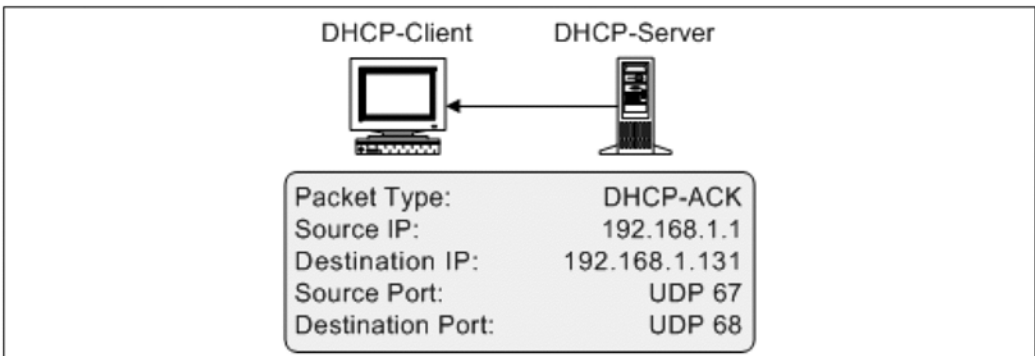 DHCP-Client DHCP-Server
Packet Type: DHCP-ACK
Source IP: 192.168.1.1
Destination IP: 192.168.1.131
Source Port: UDP 67
Destination Port: UDP 68